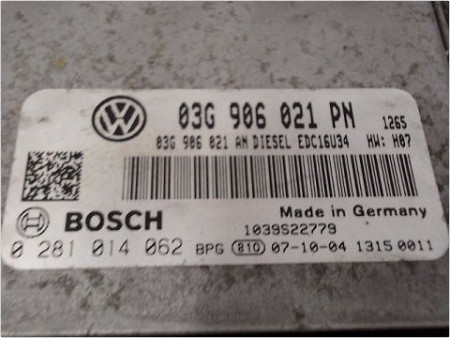 03G 906 021 PN 1265
03G 906 021 AN DIESEL EDC16U34 HW: H07
BOSCH
Made in Germany
1039S22779
0 281 014 062 BPG 810 07-10-04 1315 0011